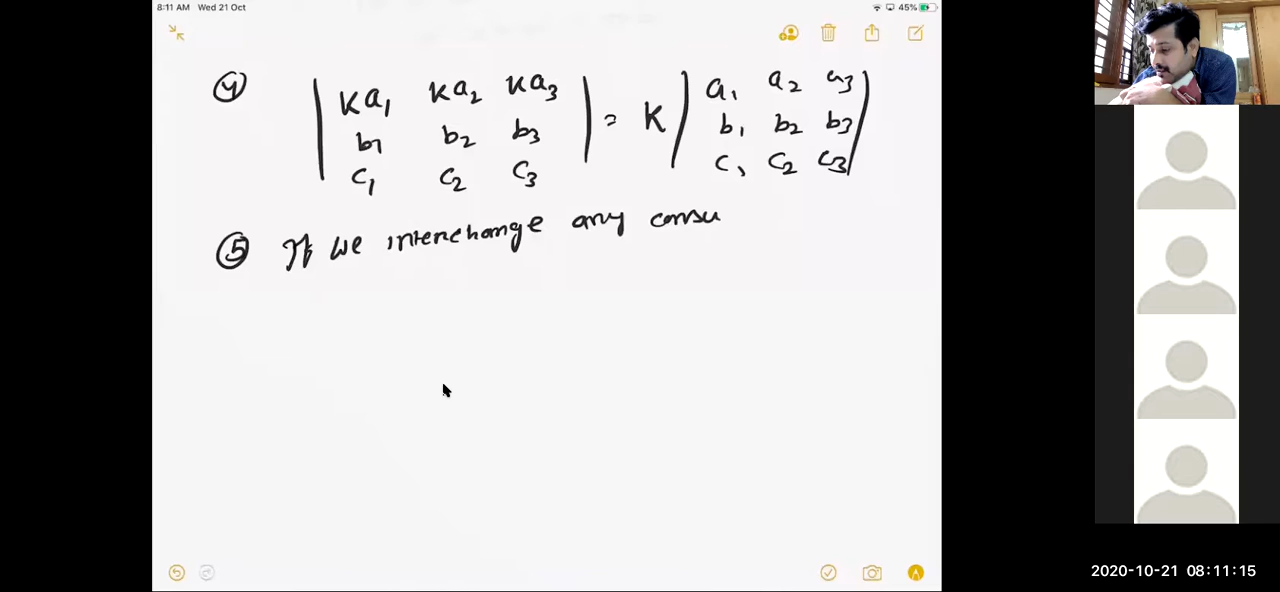 8:11 AM Wed 21 Oct 45%
④ | Ka₁ Ka₂ Ka₃ | = K | a₁ a₂ a₃ |
b₁ b₂ b₃ b₁ b₂ b₃
c₁ c₂ c₃ c₁ c₂ c₃
⑤ If we interchange any consu
2020-10-21 08:11:15